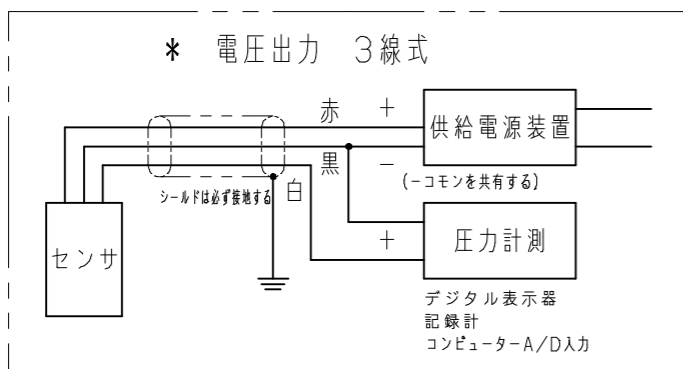 * 電圧出力 3線式
赤 +
供給電源装置
黒 -
(-コモンを共有する)
シールドは必ず接地する
白
+
センサ
圧力計測
デジタル表示器
記録計
コンピューターA/D入力